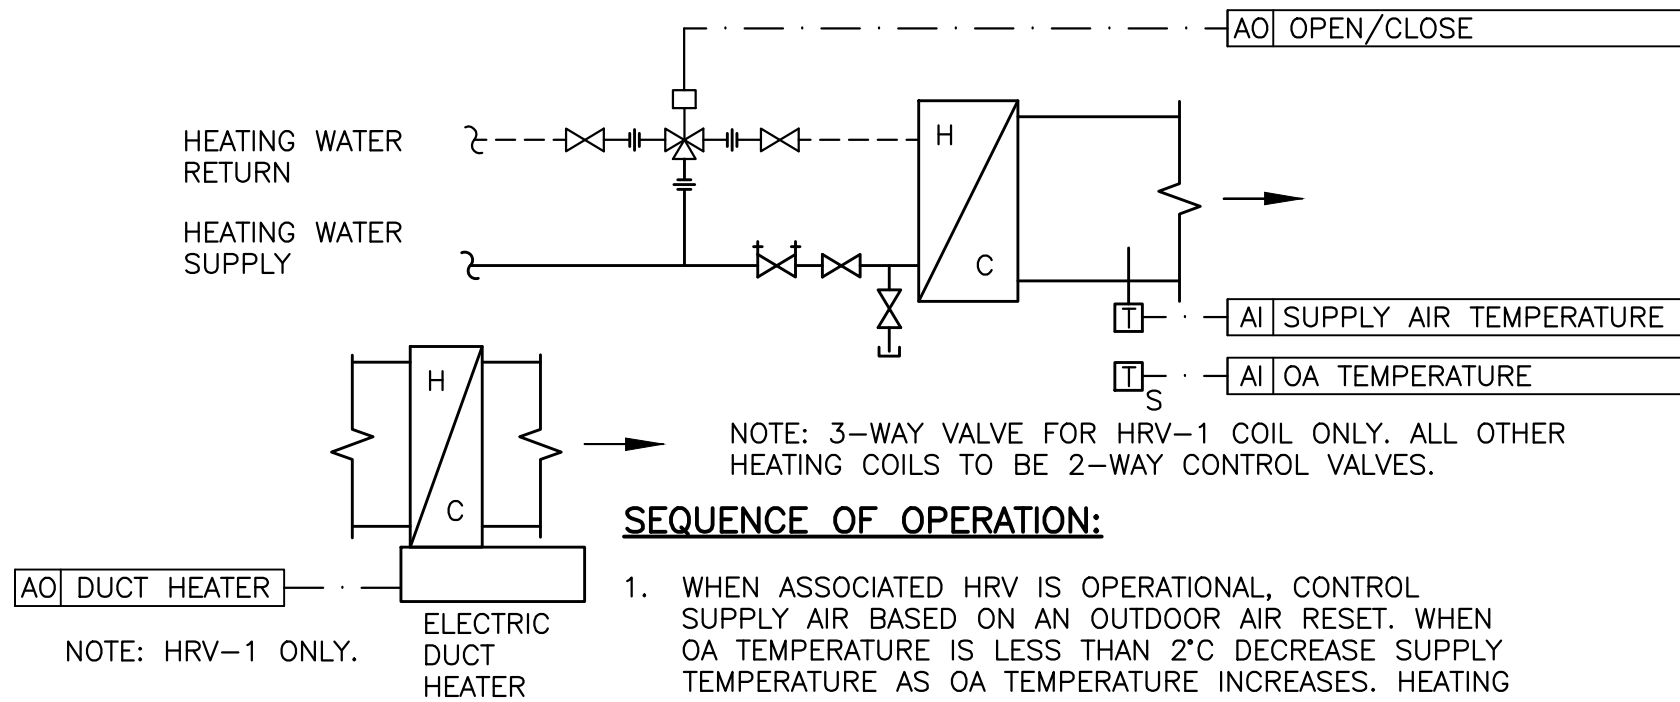 AO OPEN/CLOSE
HEATING WATER
RETURN
H
HEATING WATER
SUPPLY
C
T AI SUPPLY AIR TEMPERATURE
T AI OA TEMPERATURE
S
H
C
NOTE: 3-WAY VALVE FOR HRV-1 COIL ONLY. ALL OTHER
HEATING COILS TO BE 2-WAY CONTROL VALVES.
SEQUENCE OF OPERATION:
AO DUCT HEATER
NOTE: HRV-1 ONLY.
ELECTRIC
DUCT
HEATER
1. WHEN ASSOCIATED HRV IS OPERATIONAL, CONTROL
SUPPLY AIR BASED ON AN OUTDOOR AIR RESET. WHEN
OA TEMPERATURE IS LESS THAN 2°C DECREASE SUPPLY
TEMPERATURE AS OA TEMPERATURE INCREASES. HEATING